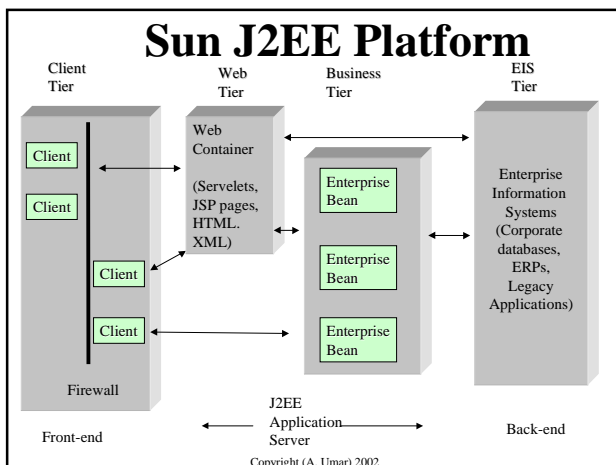 Sun J2EE Platform
Client
Tier
Web
Tier
Business
Tier
EIS
Tier
Client
Client
Client
Client
Firewall
Web
Container
(Servelets,
JSP pages,
HTML.
XML)
Enterprise
Bean
Enterprise
Bean
Enterprise
Bean
Enterprise
Information
Systems
(Corporate
databases,
ERPs,
Legacy
Applications)
Front-end
J2EE
Application
Server
Back-end
Copyright (A. Umar) 2002